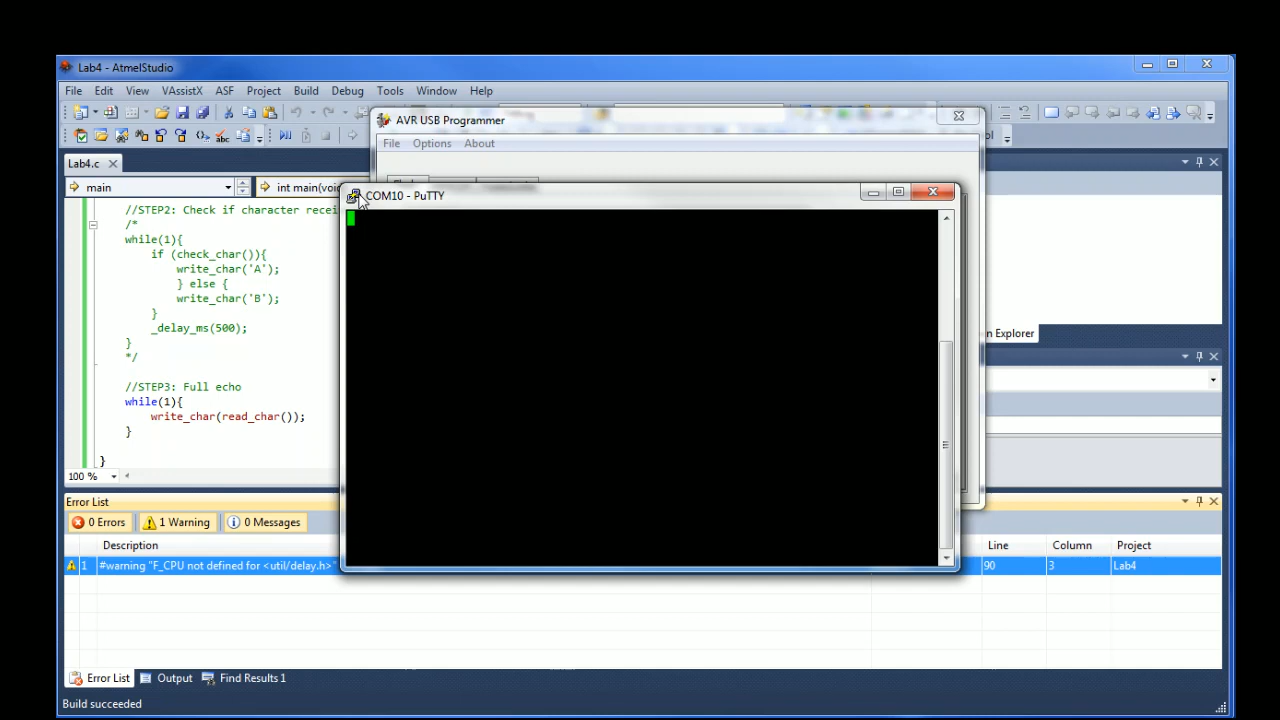 Lab4 - AtmelStudio
File Edit View VAssistX ASF Project Build Debug Tools Window Help
AVR USB Programmer
File Options About
Lab4.c
main
int main(voi
COM10 - PuTTY
//STEP2: Check if character recei
/*
while(1){
if (check_char()){
write_char('A');
} else {
write_char('B');
}
_delay_ms(500);
}
*/
n Explorer
//STEP3: Full echo
while(1){
write_char(read_char());
}
}
100 %
Error List
0 Errors 1 Warning 0 Messages
Description Line Column Project
1 #warning "F_CPU not defined for <util/delay.h>" 90 3 Lab4
Error List Output Find Results 1
Build succeeded